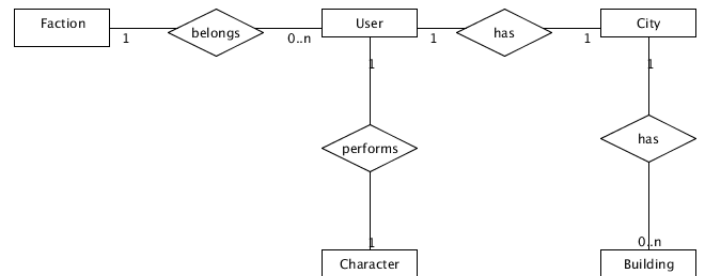 Faction
belongs
User
has
City
1
0..n
1
1
1
1
performs
has
1
0..n
Character
Building